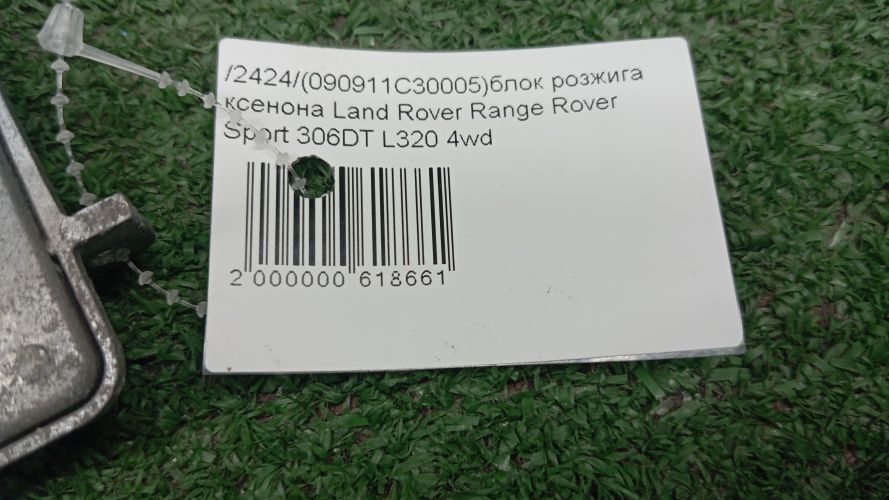 /2424/(090911C30005)блок розжига
ксенона Land Rover Range Rover
Sport 306DT L320 4wd
2 000000 618661